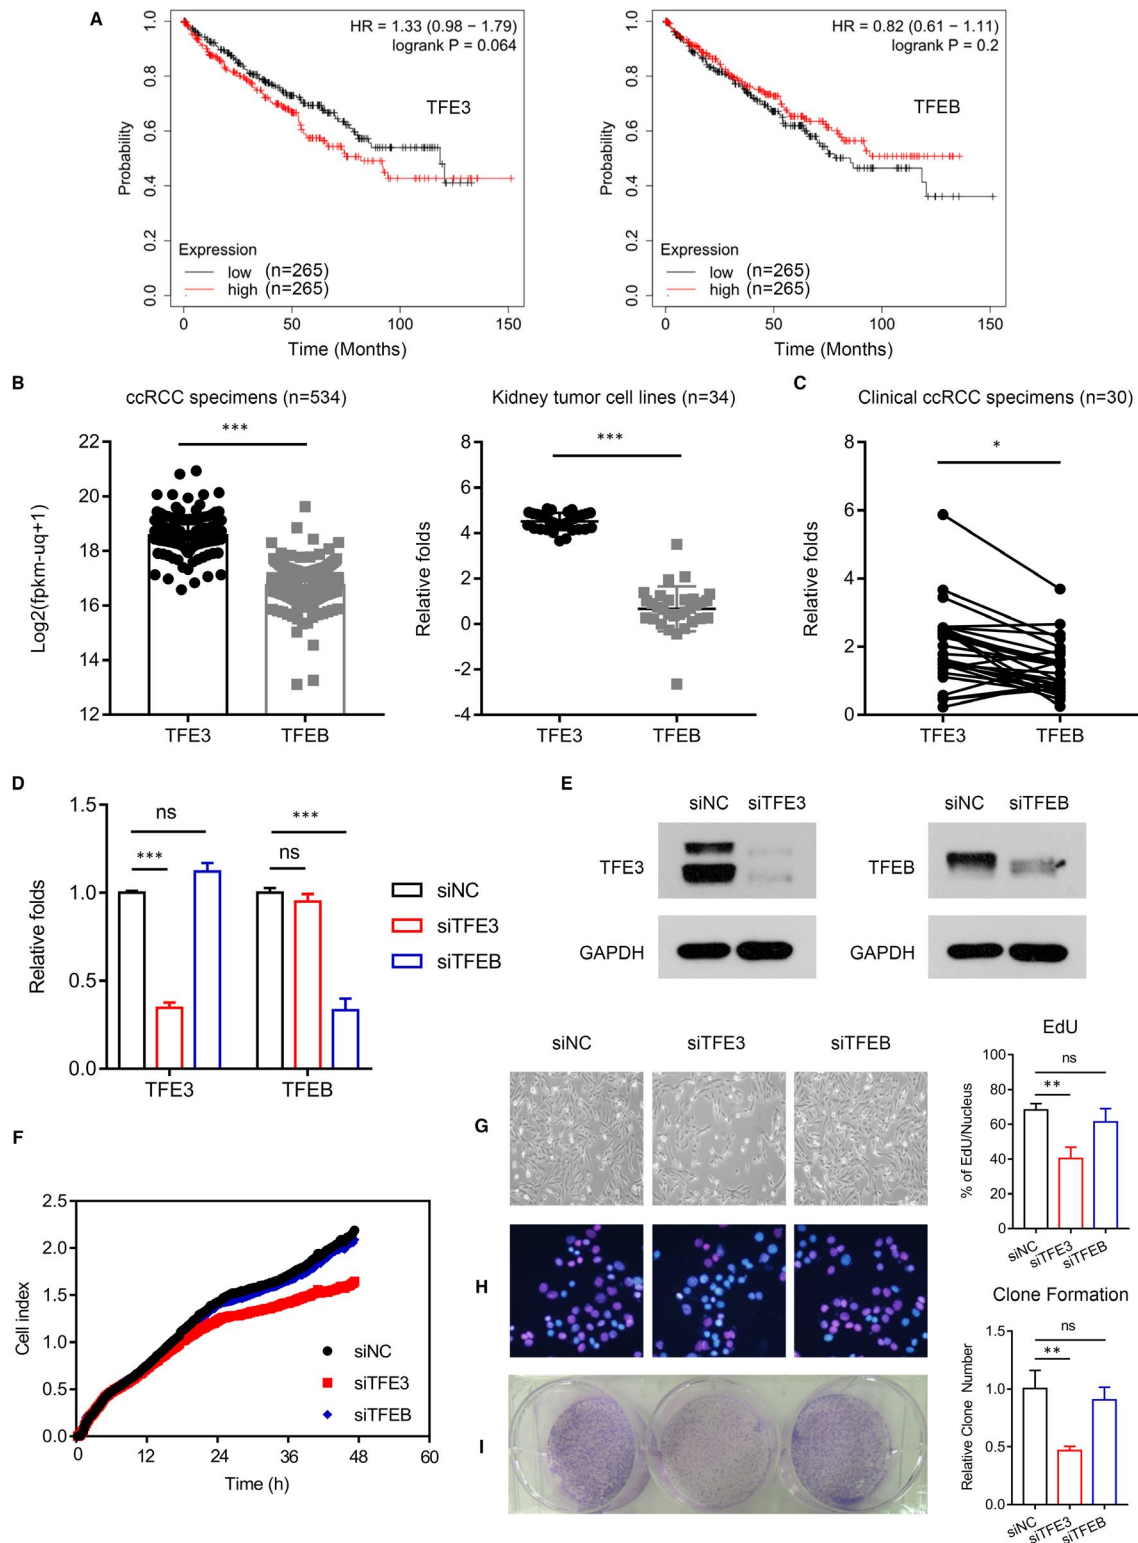 A
HR = 1.33 (0.98 − 1.79)
logrank P = 0.064
TFE3
Probability
1.0
0.8
0.6
0.4
0.2
0.0
Expression
low (n=265)
high (n=265)
0 50 100 150
Time (Months)
HR = 0.82 (0.61 − 1.11)
logrank P = 0.2
TFEB
Probability
1.0
0.8
0.6
0.4
0.2
0.0
Expression
low (n=265)
high (n=265)
0 50 100 150
Time (Months)
B
ccRCC specimens (n=534)
***
Log2(fpkm-uq+1)
22
20
18
16
14
12
TFE3 TFEB
Kidney tumor cell lines (n=34)
***
Relative folds
8
6
4
2
0
-2
-4
TFE3 TFEB
C
Clinical ccRCC specimens (n=30)
*
Relative folds
8
6
4
2
0
TFE3 TFEB
D
Relative folds
1.5
1.0
0.5
0.0
ns
***
***
ns
TFE3 TFEB
siNC
siTFE3
siTFEB
E
siNC siTFE3
TFE3
GAPDH
siNC siTFEB
TFEB
GAPDH
F
Cell index
2.5
2.0
1.5
1.0
0.5
0.0
siNC
siTFE3
siTFEB
0 12 24 36 48 60
Time (h)
siNC siTFE3 siTFEB
G
H
I
EdU
% of EdU/Nucleus
100
80
60
40
20
0
ns
**
siNC siTFE3 siTFEB
Clone Formation
Relative Clone Number
1.5
1.0
0.5
0.0
ns
**
siNC siTFE3 siTFEB